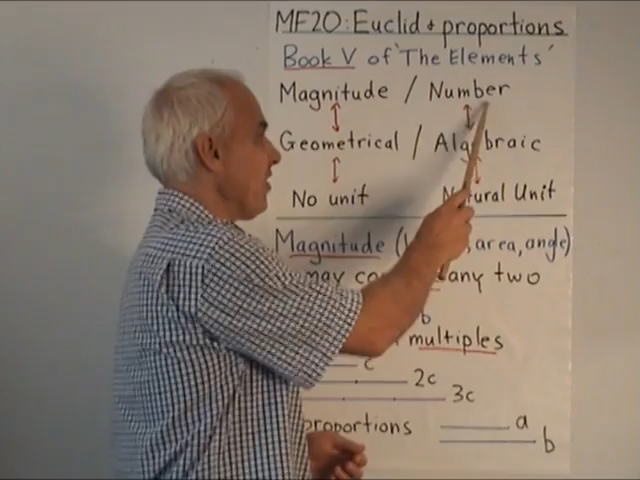 MF20: Euclid & proportions
Book V of 'The Elements'
Magnitude / Number
Geometrical / Algebraic
No unit Natural Unit
Magnitude ( , area, angle)
may any two
b
multiples
c
2c
3c
proportions a
b